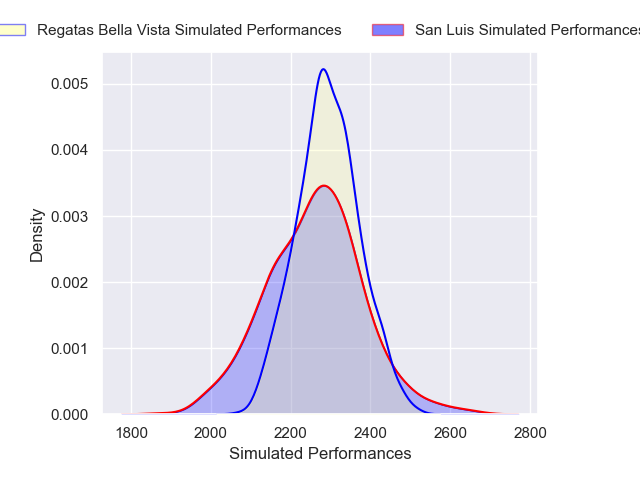 Regatas Bella Vista Simulated Performances San Luis Simulated Performances
0.005
0.004
0.003
0.002
0.001
0.000
Density
1800 2000 2200 2400 2600 2800
Simulated Performances